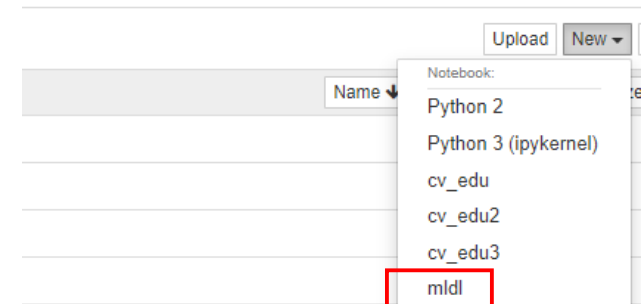 Upload New
Name
Notebook:
Python 2
Python 3 (ipykernel)
cv_edu
cv_edu2
cv_edu3
mldl